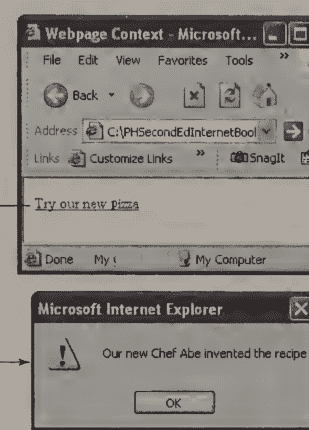 Webpage Context - Microsoft...
File Edit View Favorites Tools »
Back
Address C:\PHSecondEdInternetBool
Links Customize Links » SnagIt
Try our new pizza
Done My My Computer
Microsoft Internet Explorer
Our new Chef Abe invented the recipe
OK